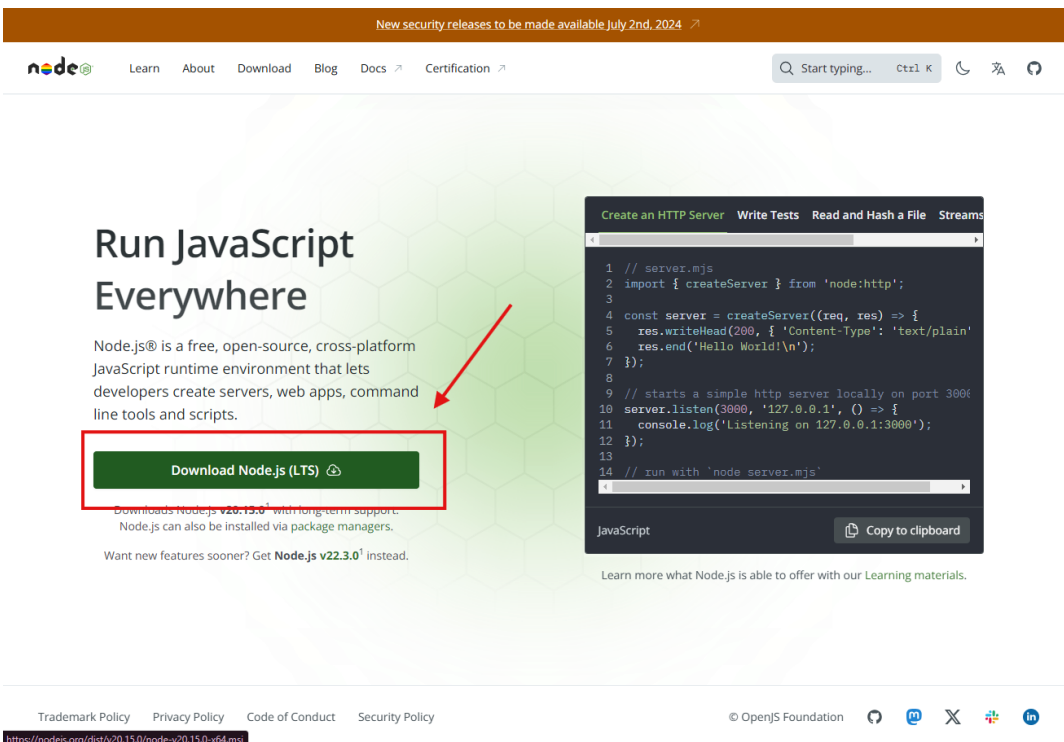 New security releases to be made available July 2nd, 2024
node
Learn About Download Blog Docs Certification
Start typing... Ctrl K
Run JavaScript
Everywhere
Node.js® is a free, open-source, cross-platform
JavaScript runtime environment that lets
developers create servers, web apps, command
line tools and scripts.
Download Node.js (LTS)
Downloads Node.js v20.15.0¹ with long-term support.
Node.js can also be installed via package managers.
Want new features sooner? Get Node.js v22.3.0¹ instead.
Create an HTTP Server Write Tests Read and Hash a File Streams
1 // server.mjs
2 import { createServer } from 'node:http';
3
4 const server = createServer((req, res) => {
5 res.writeHead(200, { 'Content-Type': 'text/plain'
6 res.end('Hello World!\n');
7 });
8
9 // starts a simple http server locally on port 3000
10 server.listen(3000, '127.0.0.1', () => {
11 console.log('Listening on 127.0.0.1:3000');
12 });
13
14 // run with `node server.mjs`
JavaScript Copy to clipboard
Learn more what Node.js is able to offer with our Learning materials.
Trademark Policy Privacy Policy Code of Conduct Security Policy
© OpenJS Foundation
https://nodejs.org/dist/v20.15.0/node-v20.15.0-x64.msi